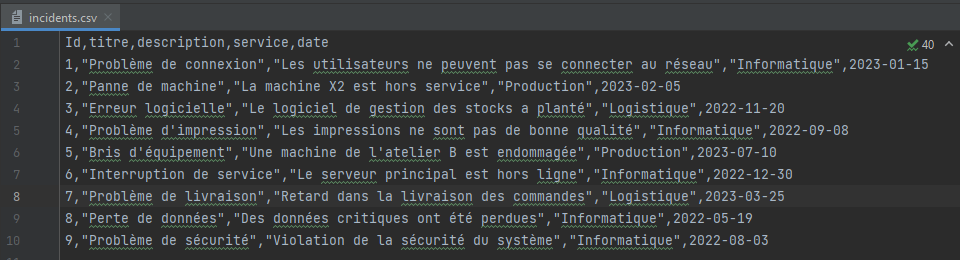 incidents.csv
40
1 Id,titre,description,service,date
2 1,"Problème de connexion","Les utilisateurs ne peuvent pas se connecter au réseau","Informatique",2023-01-15
3 2,"Panne de machine","La machine X2 est hors service","Production",2023-02-05
4 3,"Erreur logicielle","Le logiciel de gestion des stocks a planté","Logistique",2022-11-20
5 4,"Problème d'impression","Les impressions ne sont pas de bonne qualité","Informatique",2022-09-08
6 5,"Bris d'équipement","Une machine de l'atelier B est endommagée","Production",2023-07-10
7 6,"Interruption de service","Le serveur principal est hors ligne","Informatique",2022-12-30
8 7,"Problème de livraison","Retard dans la livraison des commandes","Logistique",2023-03-25
9 8,"Perte de données","Des données critiques ont été perdues","Informatique",2022-05-19
10 9,"Problème de sécurité","Violation de la sécurité du système","Informatique",2022-08-03